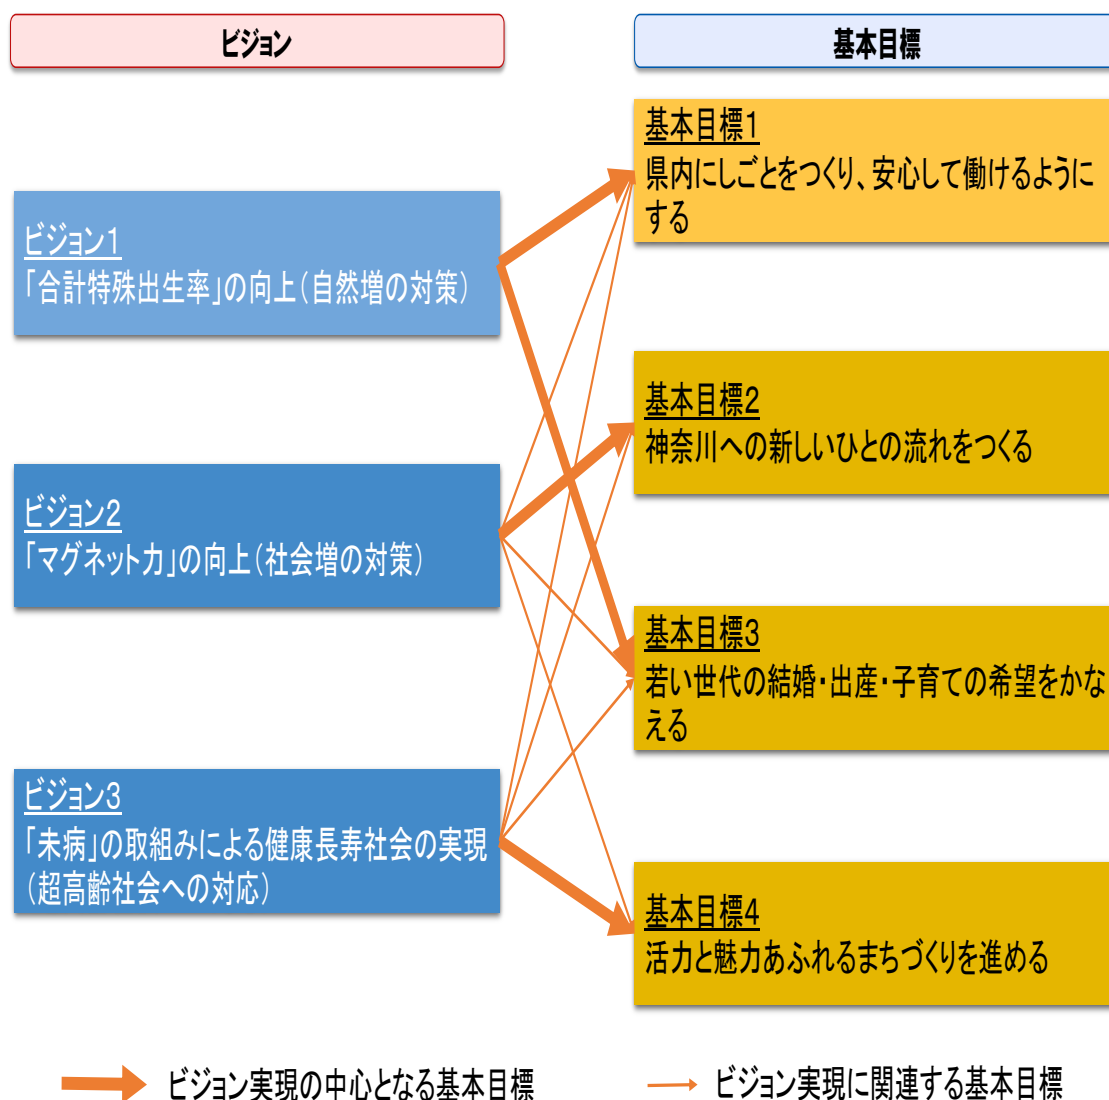 ビジョン
基本目標
ビジョン1
「合計特殊出生率」の向上(自然増の対策)
ビジョン2
「マグネット力」の向上(社会増の対策)
ビジョン3
「未病」の取組みによる健康長寿社会の実現
(超高齢社会への対応)
基本目標1
県内にしごとをつくり、安心して働けるように
する
基本目標2
神奈川への新しいひとの流れをつくる
基本目標3
若い世代の結婚・出産・子育ての希望をかな
える
基本目標4
活力と魅力あふれるまちづくりを進める
ビジョン実現の中心となる基本目標
ビジョン実現に関連する基本目標